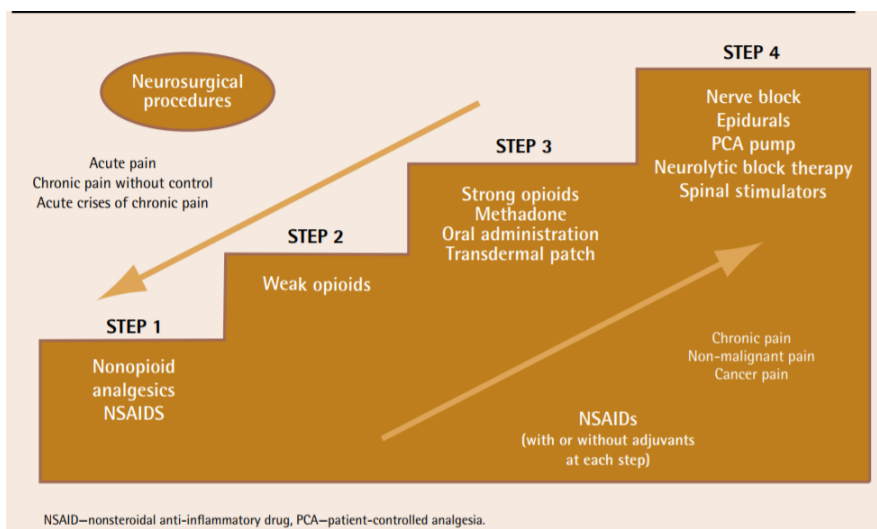 STEP 4
Neurosurgical
procedures
Nerve block
Epidurals
PCA pump
Neurolytic block therapy
Spinal stimulators
STEP 3
Acute pain
Chronic pain without control
Acute crises of chronic pain
Strong opioids
Methadone
Oral administration
Transdermal patch
STEP 2
Weak opioids
STEP 1
Nonopioid
analgesics
NSAIDS
Chronic pain
Non-malignant pain
Cancer pain
NSAIDs
(with or without adjuvants
at each step)
NSAID—nonsteroidal anti-inflammatory drug, PCA—patient-controlled analgesia.